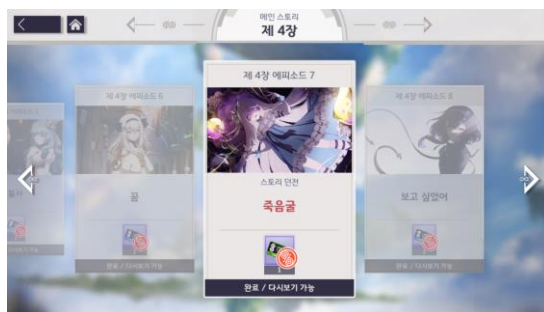 메인 스토리
제 4장
제 4장 에피소드 6
꿈
완료 / 다시보기 가능
제 4장 에피소드 7
스토리 던전
죽음굴
3
완료 / 다시보기 가능
제 4장 에피소드 8
보고 싶었어
완료 / 다시보기 가능